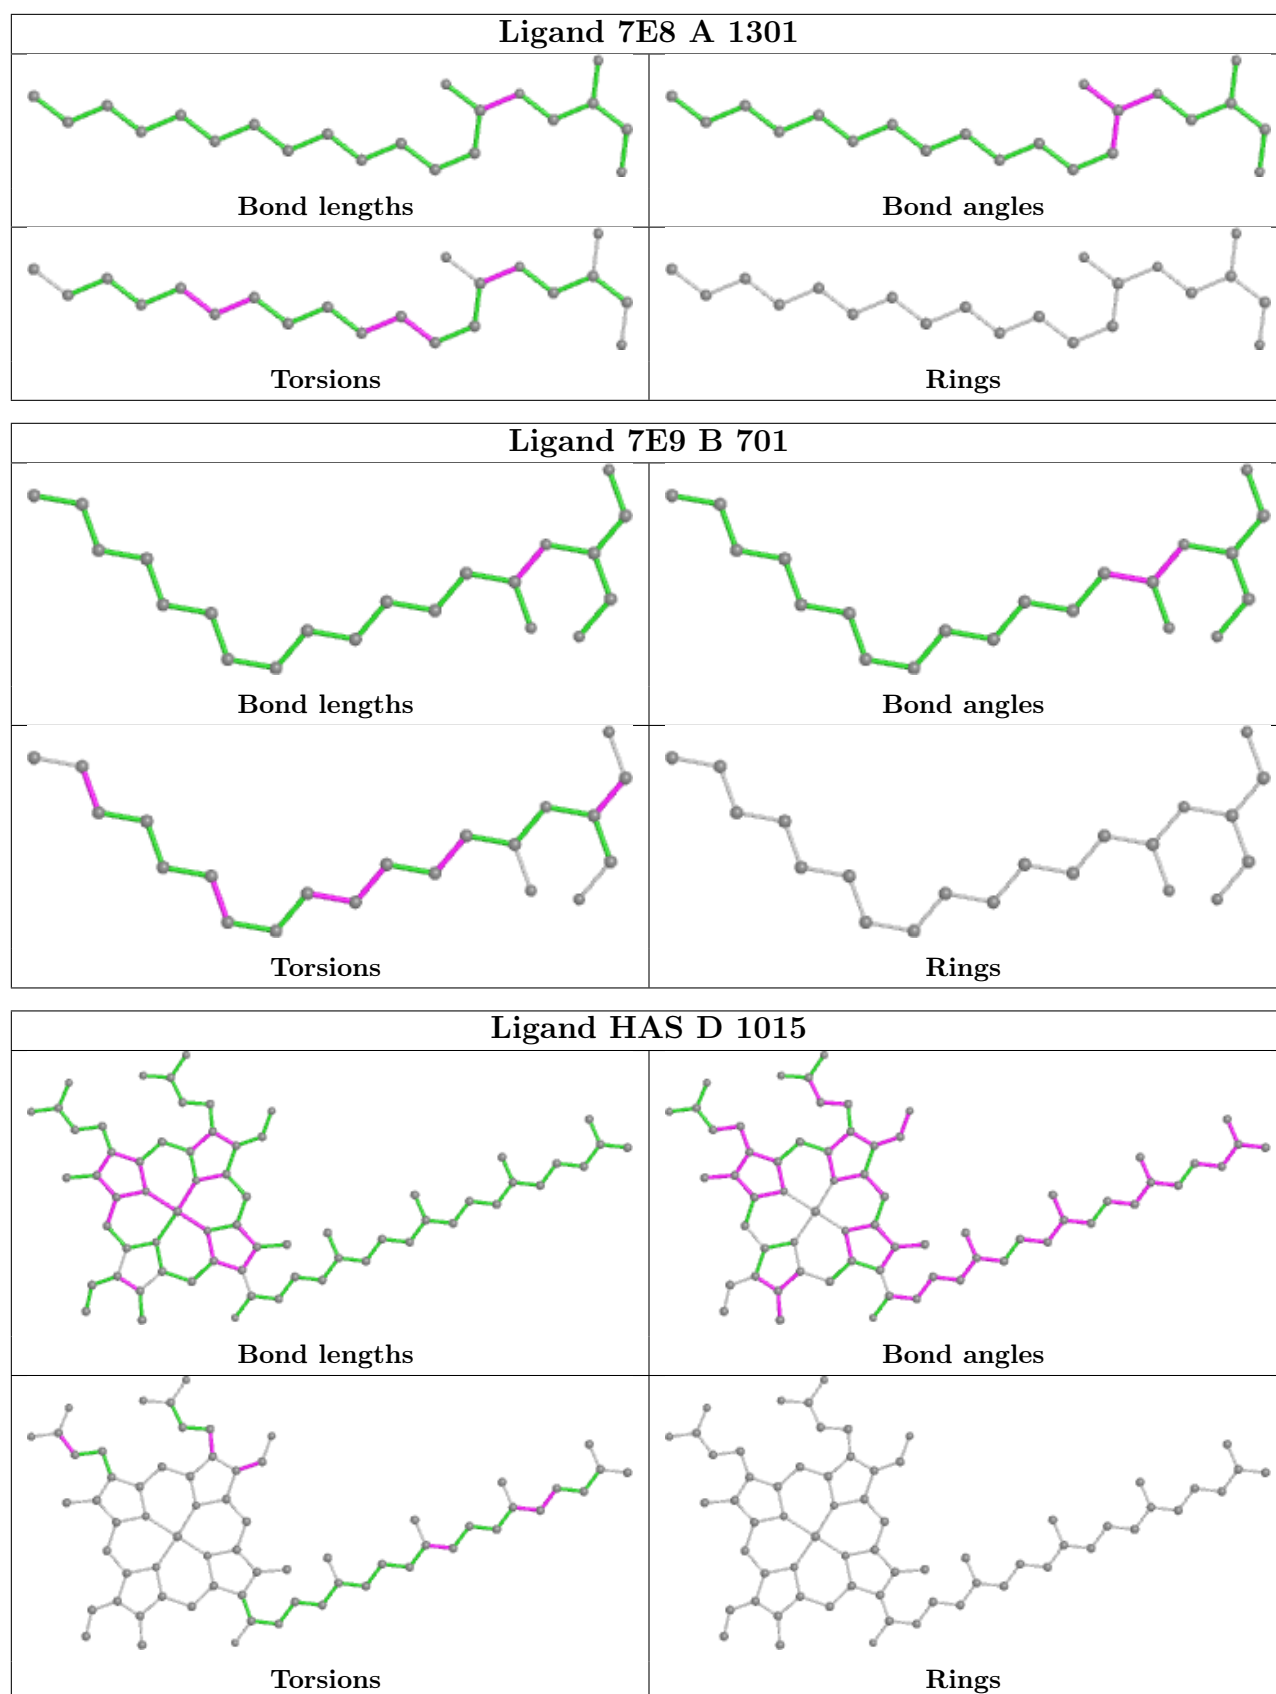 Ligand 7E8 A 1301
Bond lengths
Bond angles
Torsions
Rings
Ligand 7E9 B 701
Bond lengths
Bond angles
Torsions
Rings
Ligand HAS D 1015
Bond lengths
Bond angles
Torsions
Rings